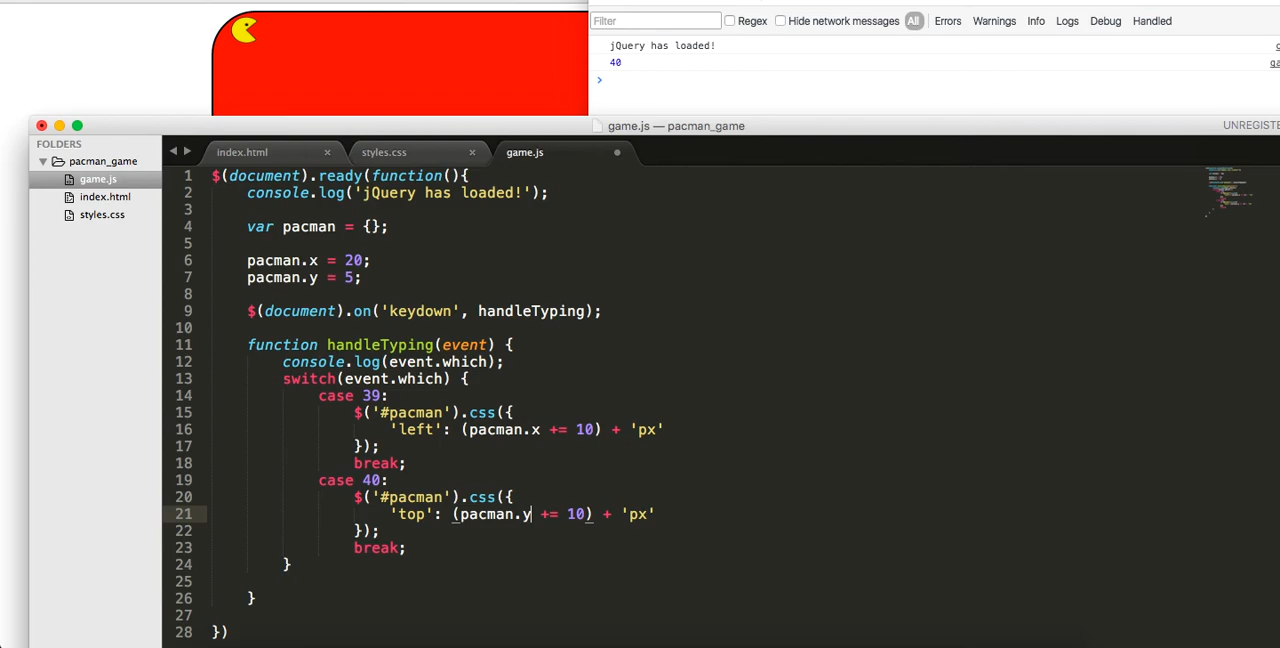 Filter Regex Hide network messages All Errors Warnings Info Logs Debug Handled
jQuery has loaded!
40
>
game.js — pacman_game
FOLDERS
pacman_game
game.js
index.html
styles.css
index.html × styles.css × game.js
1 $(document).ready(function(){
2 console.log('jQuery has loaded!');
3
4 var pacman = {};
5
6 pacman.x = 20;
7 pacman.y = 5;
8
9 $(document).on('keydown', handleTyping);
10
11 function handleTyping(event) {
12 console.log(event.which);
13 switch(event.which) {
14 case 39:
15 $('#pacman').css({
16 'left': (pacman.x += 10) + 'px'
17 });
18 break;
19 case 40:
20 $('#pacman').css({
21 'top': (pacman.y += 10) + 'px'
22 });
23 break;
24 }
25
26 }
27
28 })